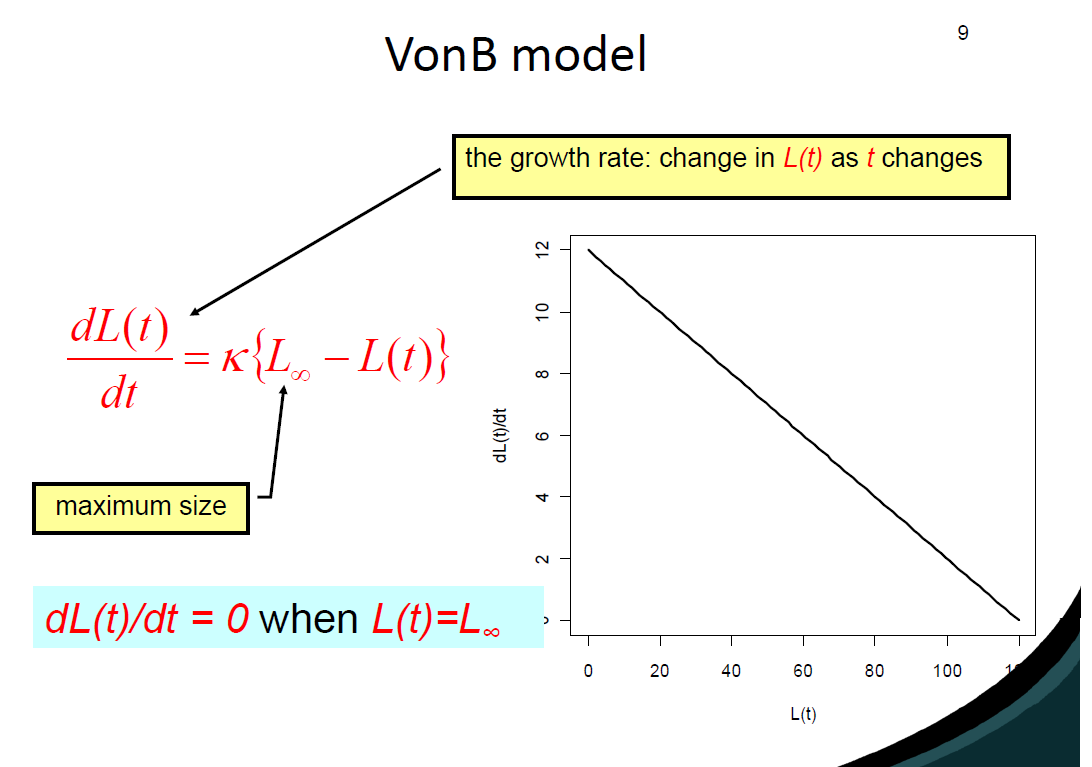 9
VonB model
the growth rate: change in L(t) as t changes
dL(t)/dt = κ{L∞ − L(t)}
maximum size
dL(t)/dt = 0 when L(t)=L∞
dL(t)/dt
12
10
8
6
4
2
0 20 40 60 80 100
L(t)